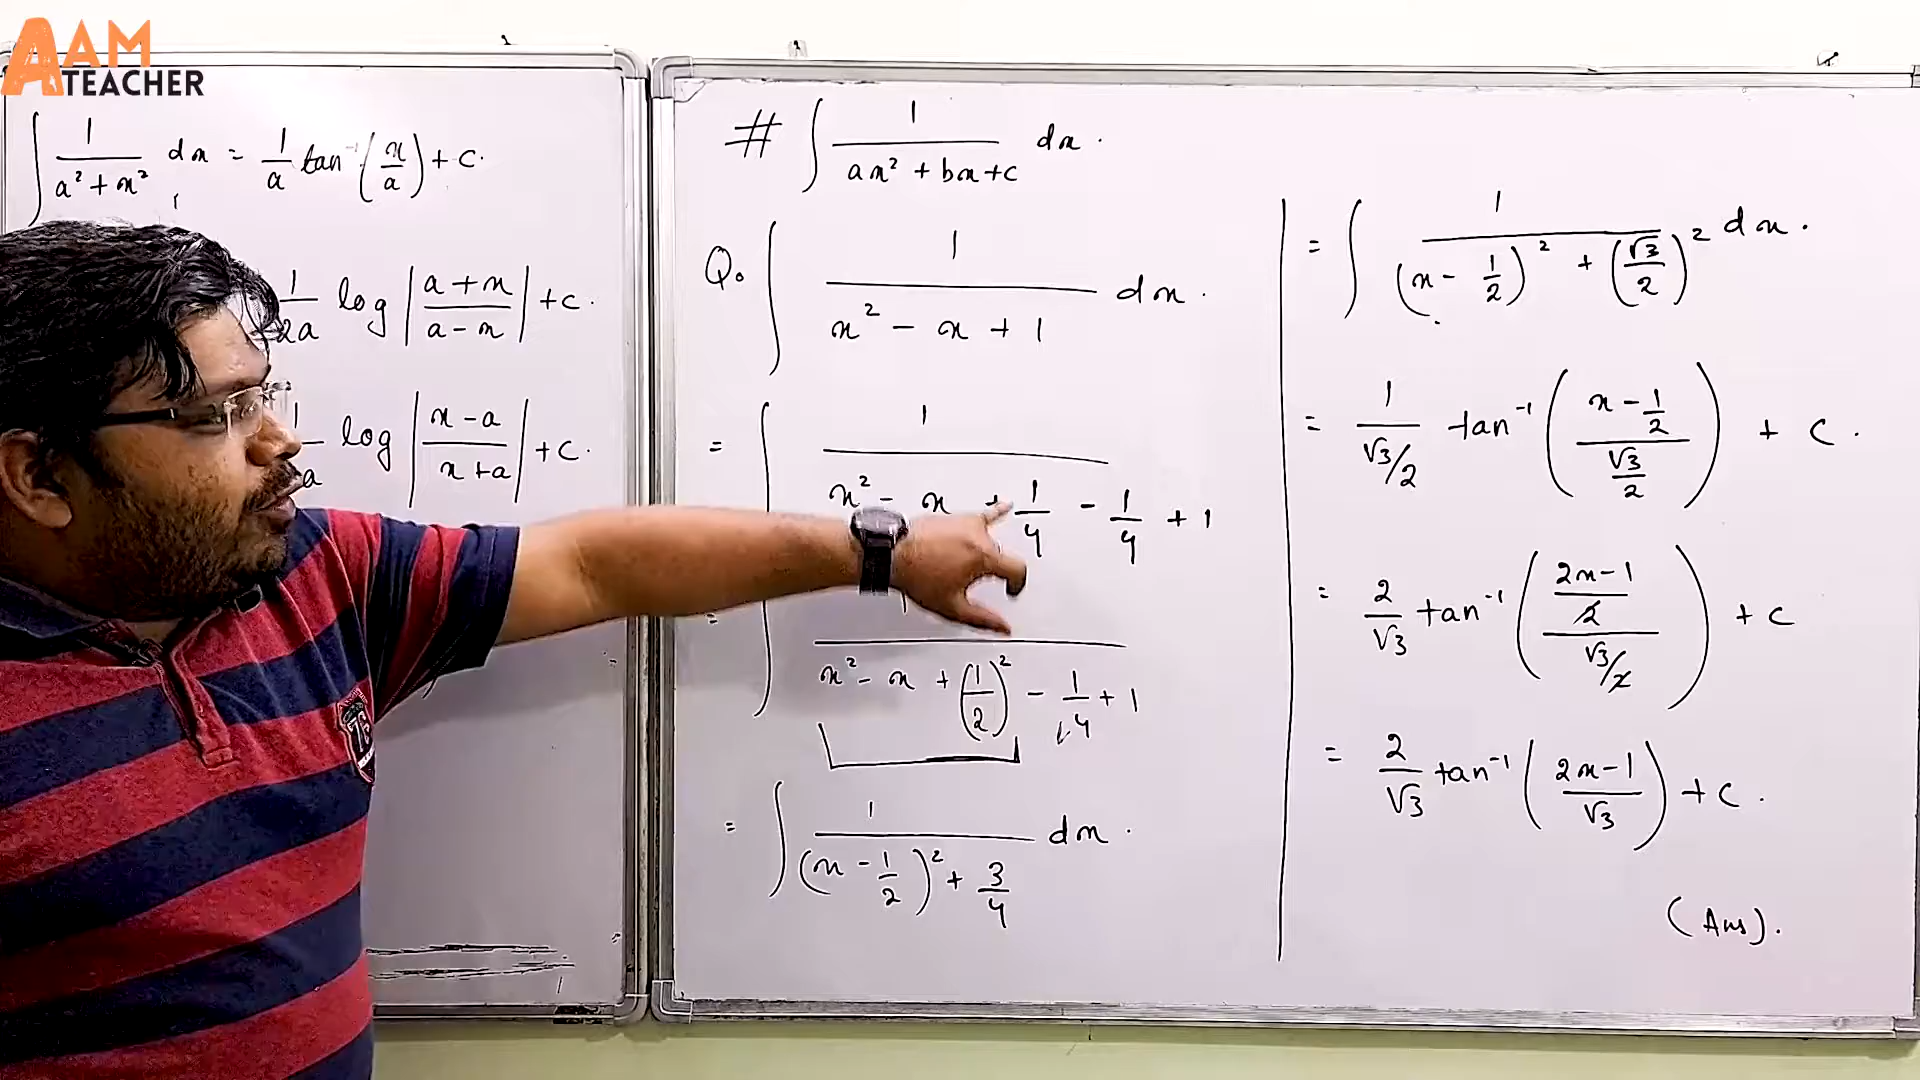 AAM
TEACHER
∫ 1/(a² + x²) dx = 1/a tan⁻¹(x/a) + c.
1/2a log |(a + x)/(a - x)| + c.
log |(x - a)/(x + a)| + c.
# ∫ 1/(ax² + bx + c) dx.
Q. ∫ 1/(x² - x + 1) dx.
= ∫ 1/(x² - x + 1/4 - 1/4 + 1)
= ∫ 1/(x² - x + (1/2)² - 1/4 + 1)
= ∫ 1/((x - 1/2)² + 3/4) dx.
= ∫ 1/((x - 1/2)² + (√3/2)²) dx.
= 1/(√3/2) tan⁻¹((x - 1/2)/(√3/2)) + c.
= 2/√3 tan⁻¹(((2x - 1)/2)/(√3/2)) + c
= 2/√3 tan⁻¹((2x - 1)/√3) + c.
(Ans).